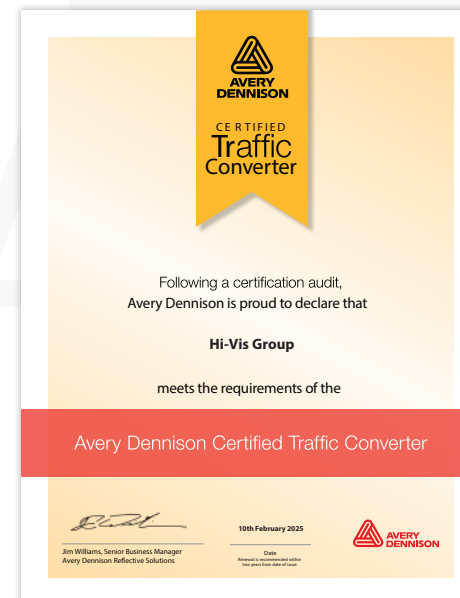 AVERY
DENNISON
CERTIFIED
Traffic
Converter
Following a certification audit,
Avery Dennison is proud to declare that
Hi-Vis Group
meets the requirements of the
Avery Dennison Certified Traffic Converter
Jim Williams, Senior Business Manager
Avery Dennison Reflective Solutions
10th February 2025
Date
Renewal is recommended within
two years from date of issue
AVERY
DENNISON